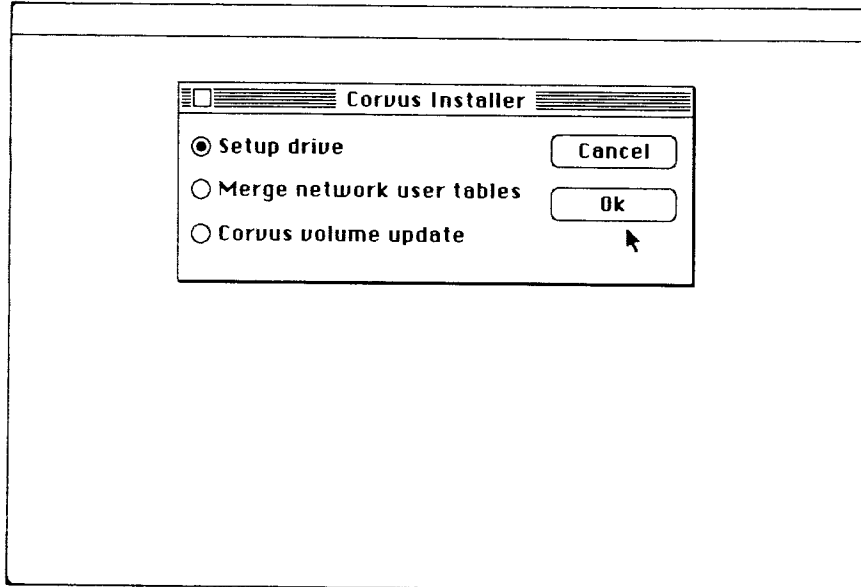 Corvus Installer
Setup drive
Cancel
Merge network user tables
Ok
Corvus volume update